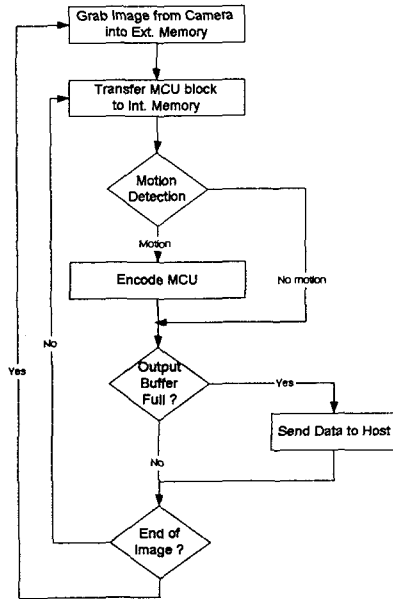 Grab Image from Camera
into Ext. Memory
Transfer MCU block
to Int. Memory
Motion
Detection
Motion
Encode MCU
No motion
No
Yes
Output
Buffer
Full ?
Yes
Send Data to Host
No
End of
Image ?